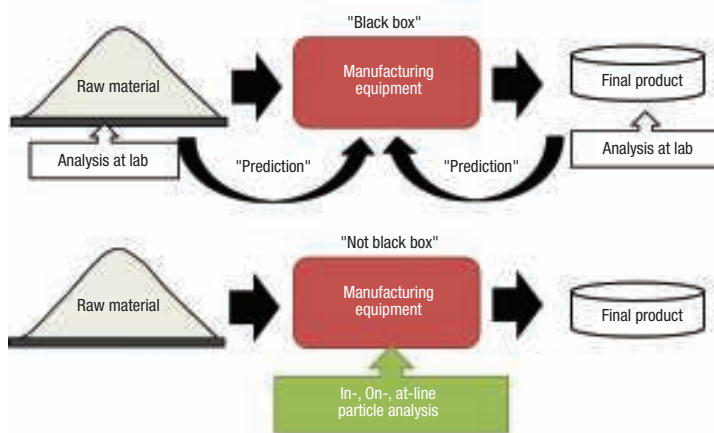 "Black box"
Raw material
Manufacturing
equipment
Final product
Analysis at lab
"Prediction"
"Prediction"
Analysis at lab
"Not black box"
Raw material
Manufacturing
equipment
Final product
In-, On-, at-line
particle analysis